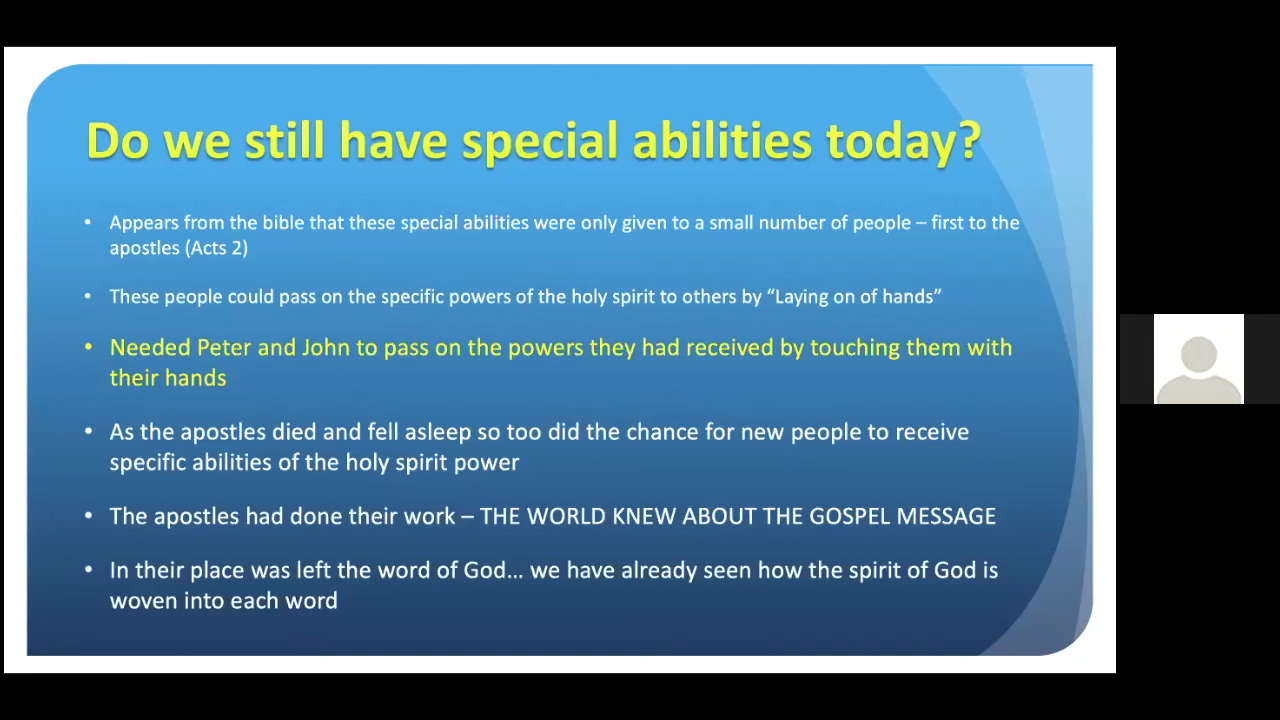 Do we still have special abilities today?
• Appears from the bible that these special abilities were only given to a small number of people – first to the
apostles (Acts 2)
• These people could pass on the specific powers of the holy spirit to others by “Laying on of hands”
• Needed Peter and John to pass on the powers they had received by touching them with
their hands
• As the apostles died and fell asleep so too did the chance for new people to receive
specific abilities of the holy spirit power
• The apostles had done their work – THE WORLD KNEW ABOUT THE GOSPEL MESSAGE
• In their place was left the word of God... we have already seen how the spirit of God is
woven into each word